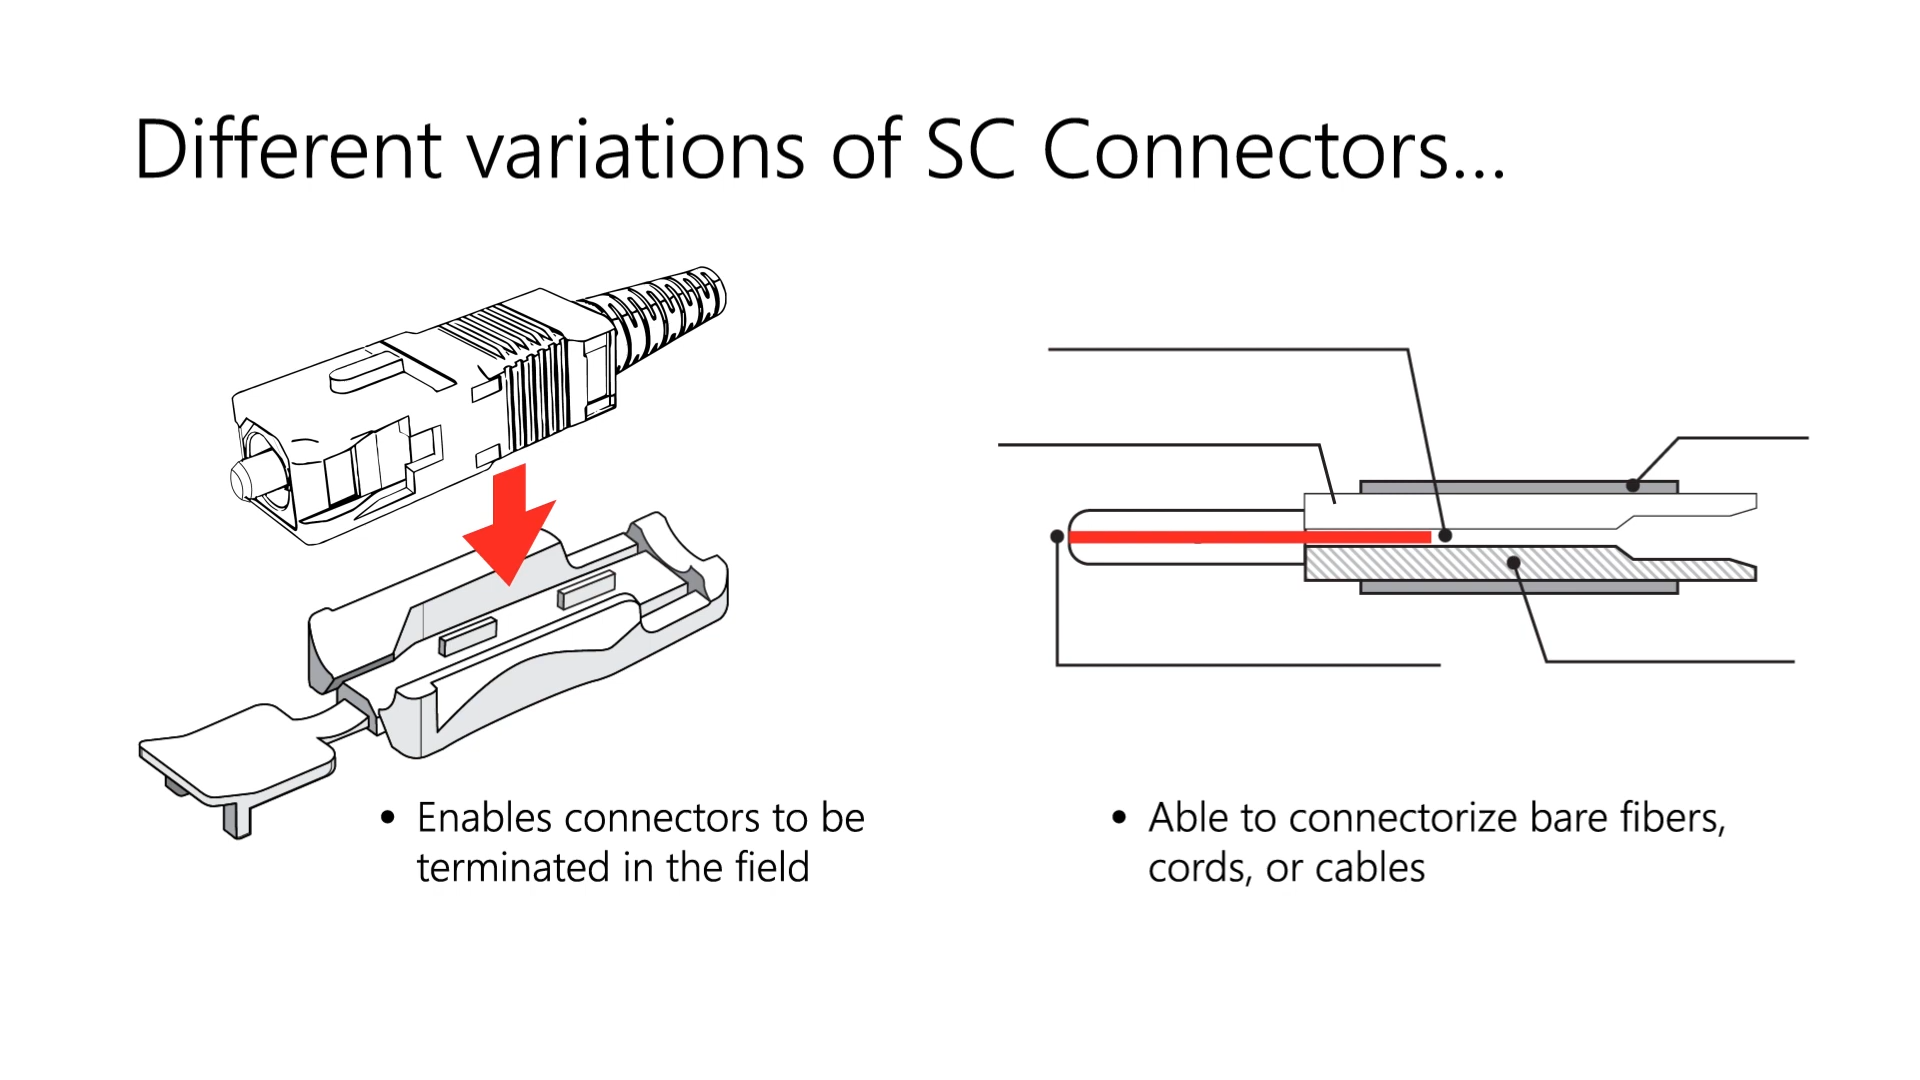 Different variations of SC Connectors...
• Enables connectors to be
terminated in the field
• Able to connectorize bare fibers,
cords, or cables